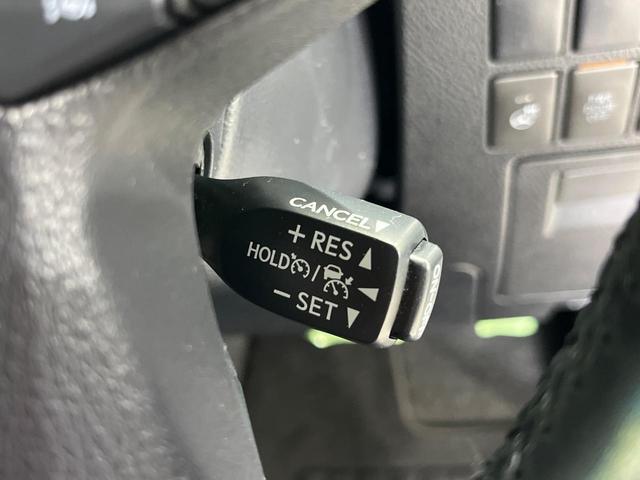 CANCEL▼
+ RES ▲
HOLD /
− SET ▼